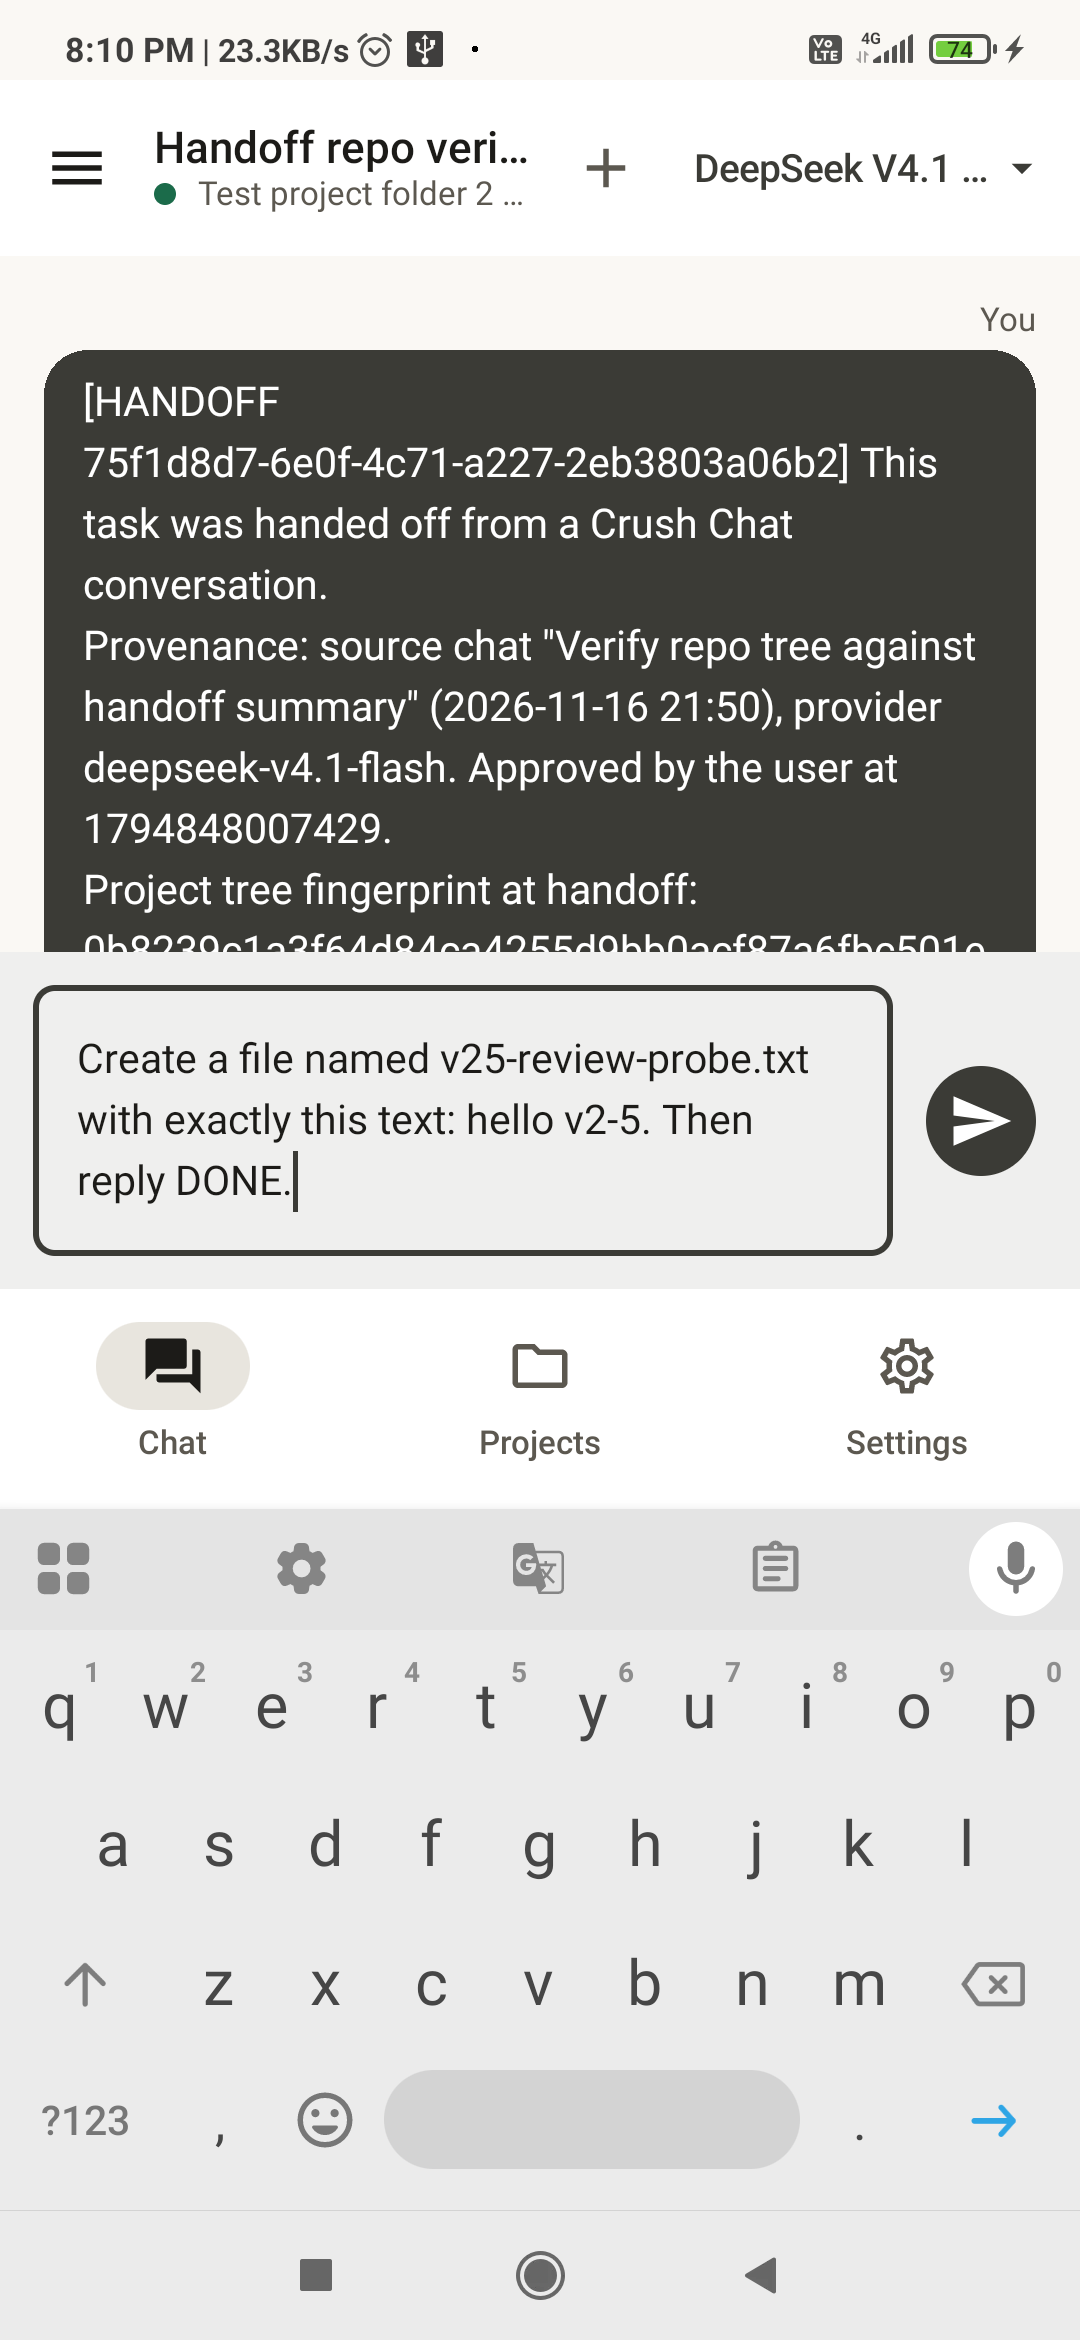 8:10 PM | 23.3KB/s
Vo LTE 4G 74
Handoff repo veri...
Test project folder 2 ...
DeepSeek V4.1 ...
You
[HANDOFF
75f1d8d7-6e0f-4c71-a227-2eb3803a06b2] This
task was handed off from a Crush Chat
conversation.
Provenance: source chat "Verify repo tree against
handoff summary" (2026-11-16 21:50), provider
deepseek-v4.1-flash. Approved by the user at
1794848007429.
Project tree fingerprint at handoff:
0b8239c1a3f64d84ca4255d9bb0acf87a6fbc501e
Create a file named v25-review-probe.txt
with exactly this text: hello v2-5. Then
reply DONE.
Chat
Projects
Settings
1 2 3 4 5 6 7 8 9 0
q w e r t y u i o p
a s d f g h j k l
z x c v b n m
?123 , .